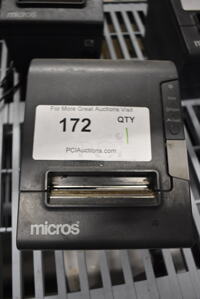 For More Great Auctions Visit
172 QTY
1
PCIAuctions.com
micros